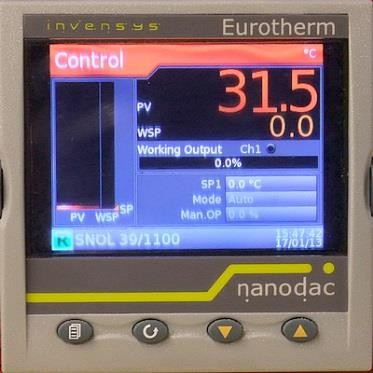 invensys Eurotherm
Control °C
31.5
PV
WSP 0.0
Working Output Ch1
0.0%
SP1 0.0 °C
Mode Auto
Man.OP 0.0 %
SP
PV WSP
K SNOL 39/1100
15:47:42
17/01/13
nanodac